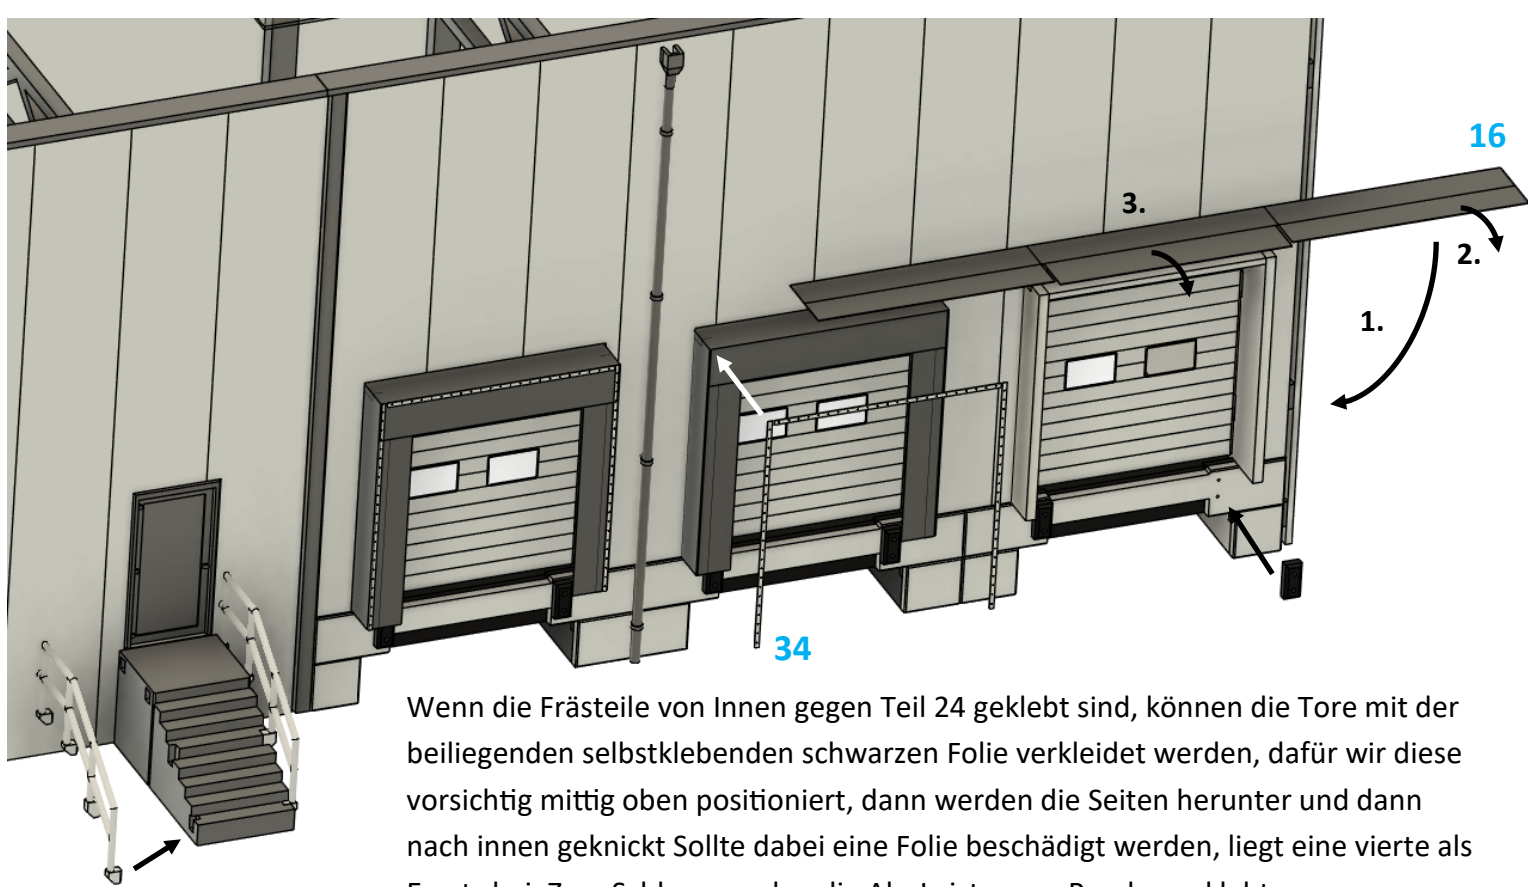 16
3.
2.
1.
34
Wenn die Frästeile von Innen gegen Teil 24 geklebt sind, können die Tore mit der
beiliegenden selbstklebenden schwarzen Folie verkleidet werden, dafür wir diese
vorsichtig mittig oben positioniert, dann werden die Seiten herunter und dann
nach innen geknickt Sollte dabei eine Folie beschädigt werden, liegt eine vierte als